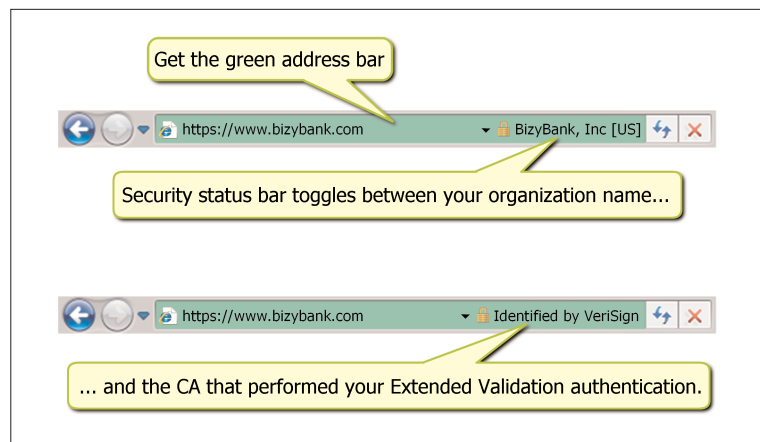 Get the green address bar
https://www.bizybank.com BizyBank, Inc [US]
Security status bar toggles between your organization name...
https://www.bizybank.com Identified by VeriSign
... and the CA that performed your Extended Validation authentication.